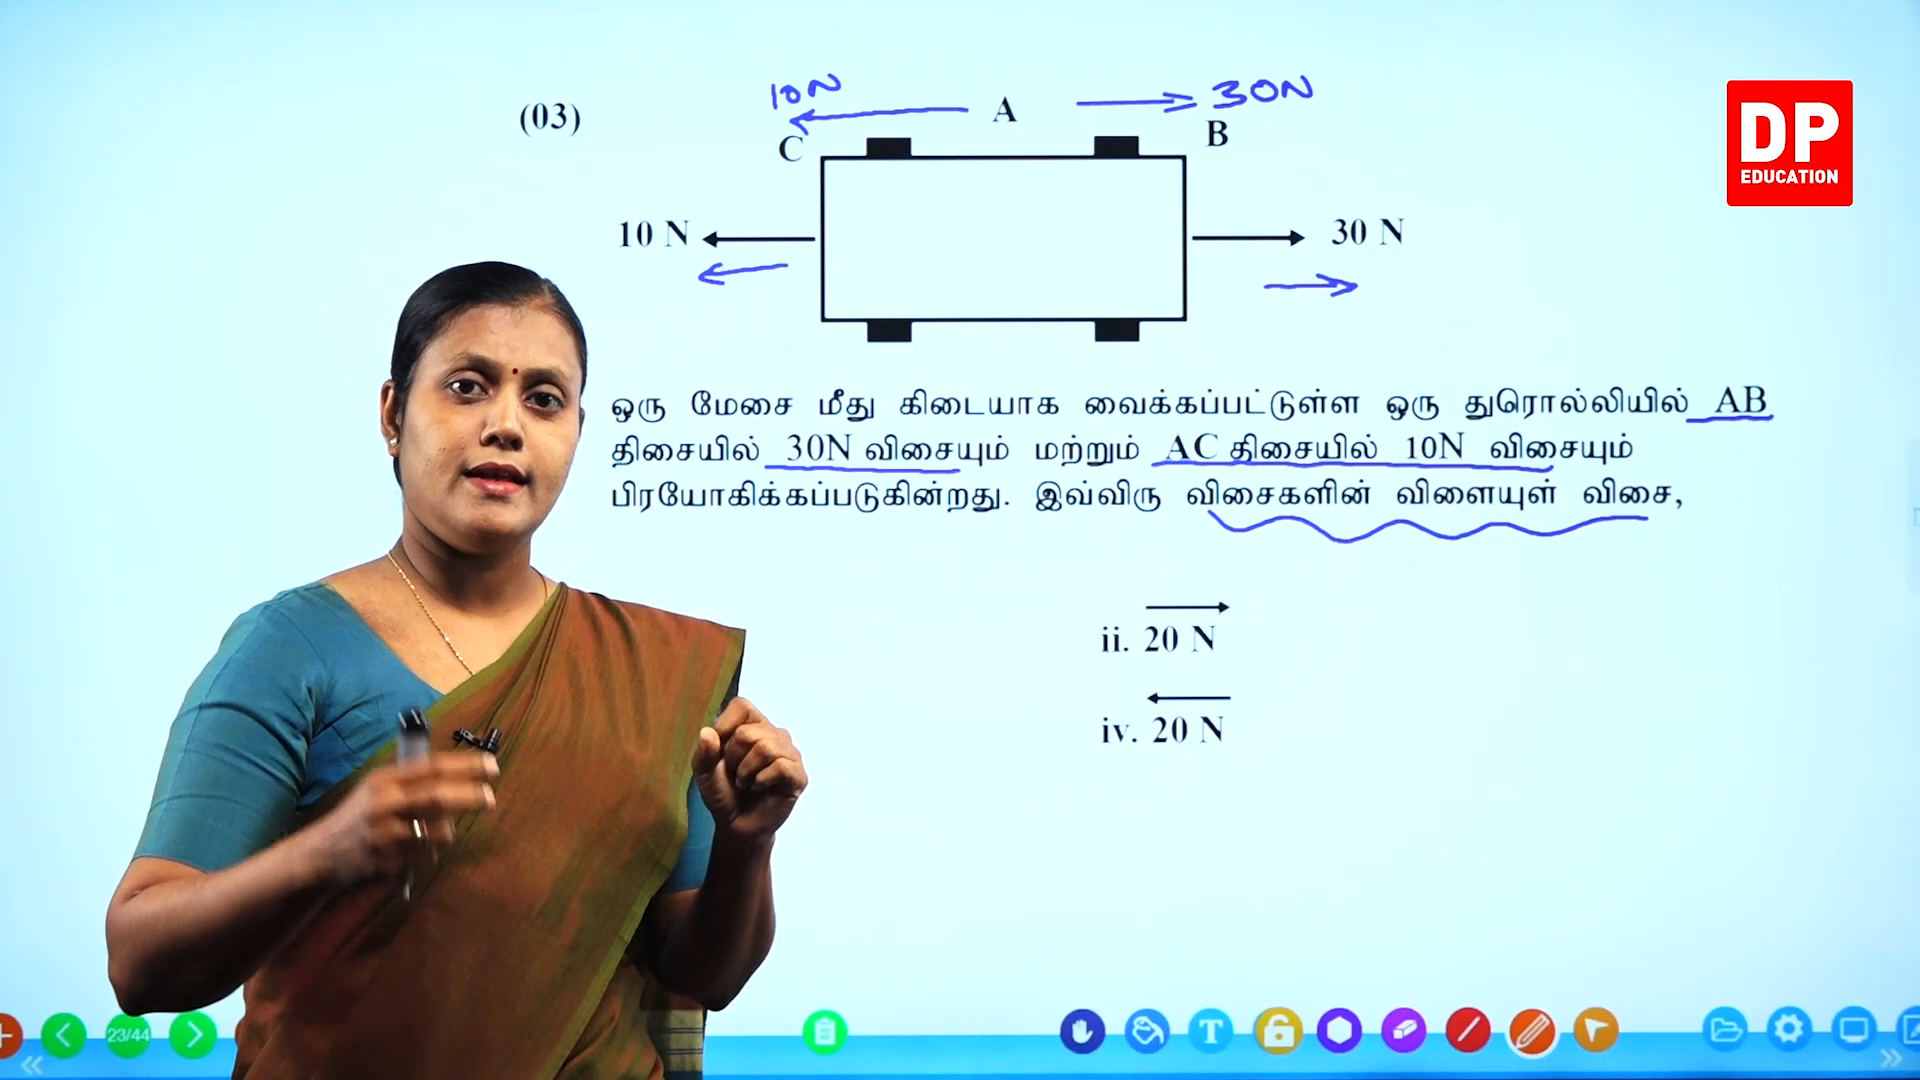 10N
30N
(03)
A
C
B
10 N
30 N
DP
EDUCATION
ஒரு மேசை மீது கிடையாக வைக்கப்பட்டுள்ள ஒரு துரொல்லியில் AB
திசையில் 30N விசையும் மற்றும் AC திசையில் 10N விசையும்
பிரயோகிக்கப்படுகின்றது. இவ்விரு விசைகளின் விளையுள் விசை,
ii. 20 N
iv. 20 N
23/44
T